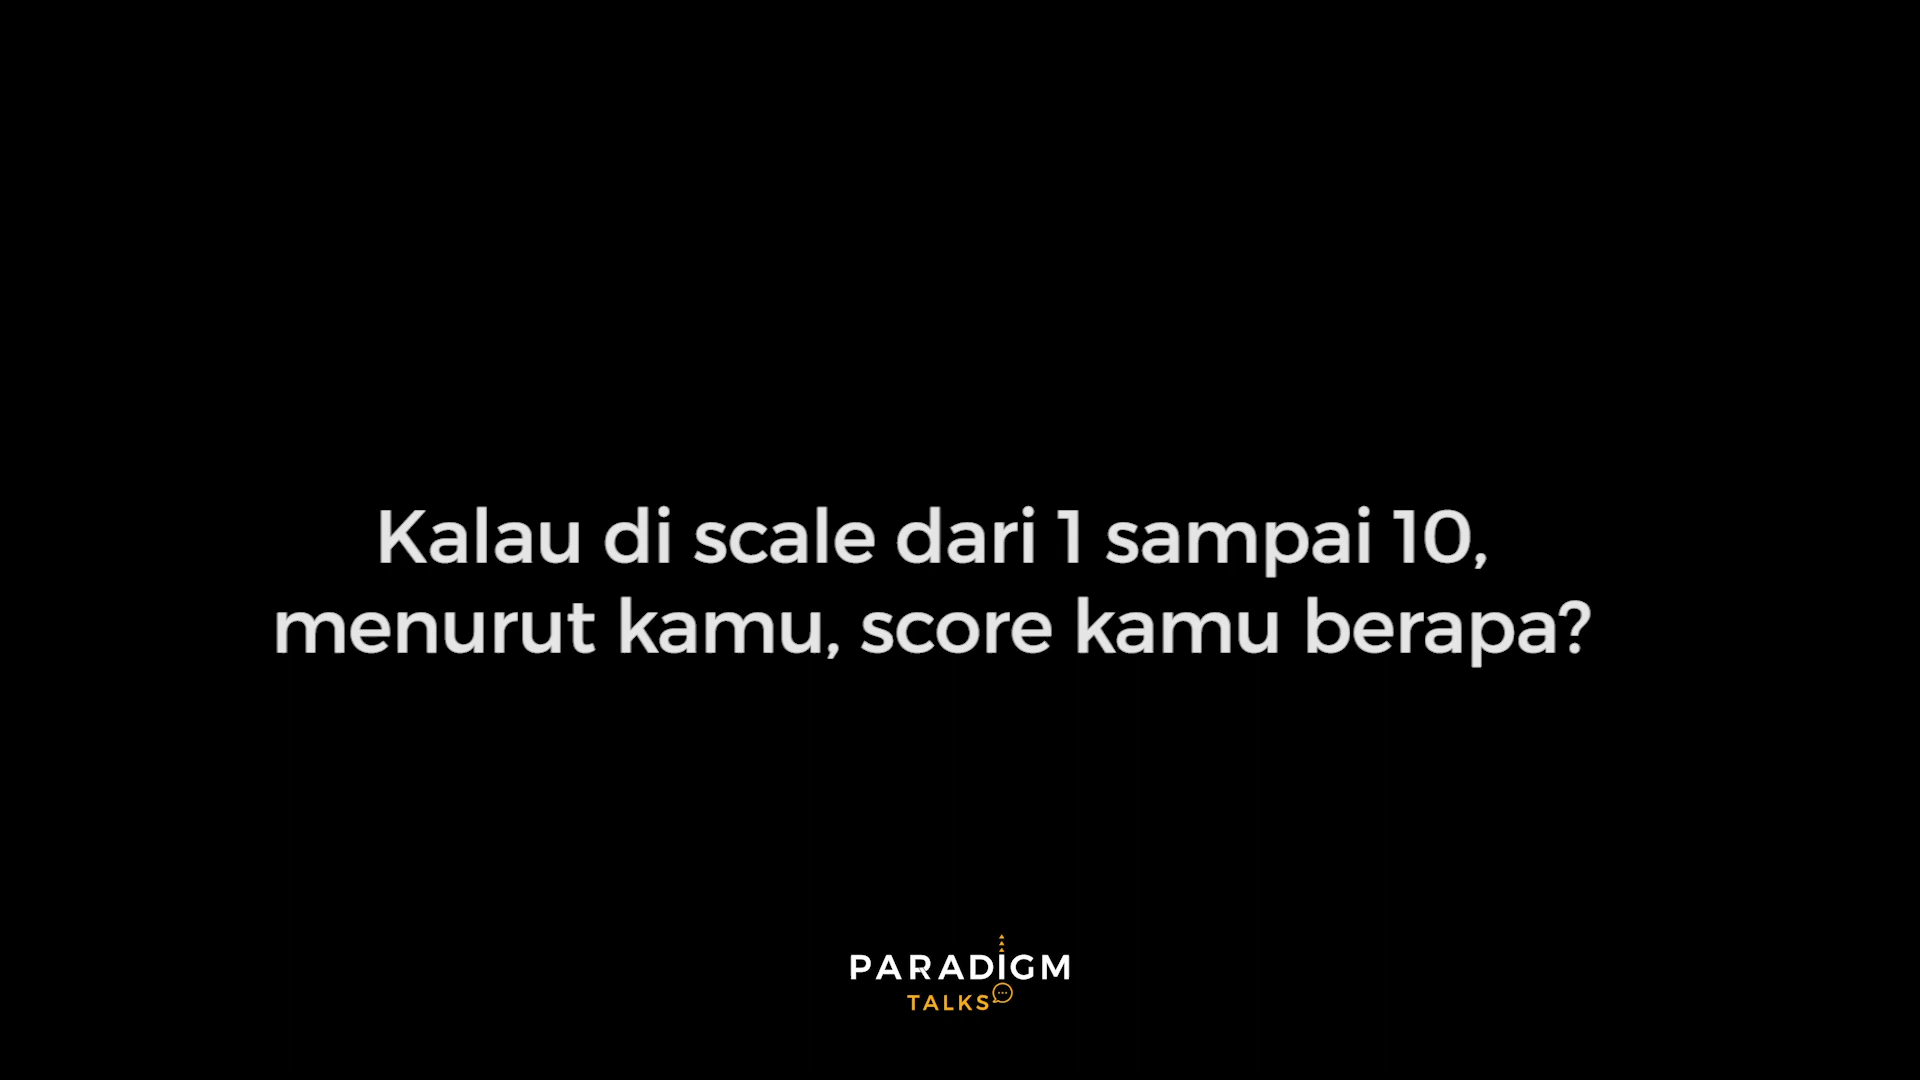 Kalau di scale dari 1 sampai 10,
menurut kamu, score kamu berapa?
PARADIGM
TALKS